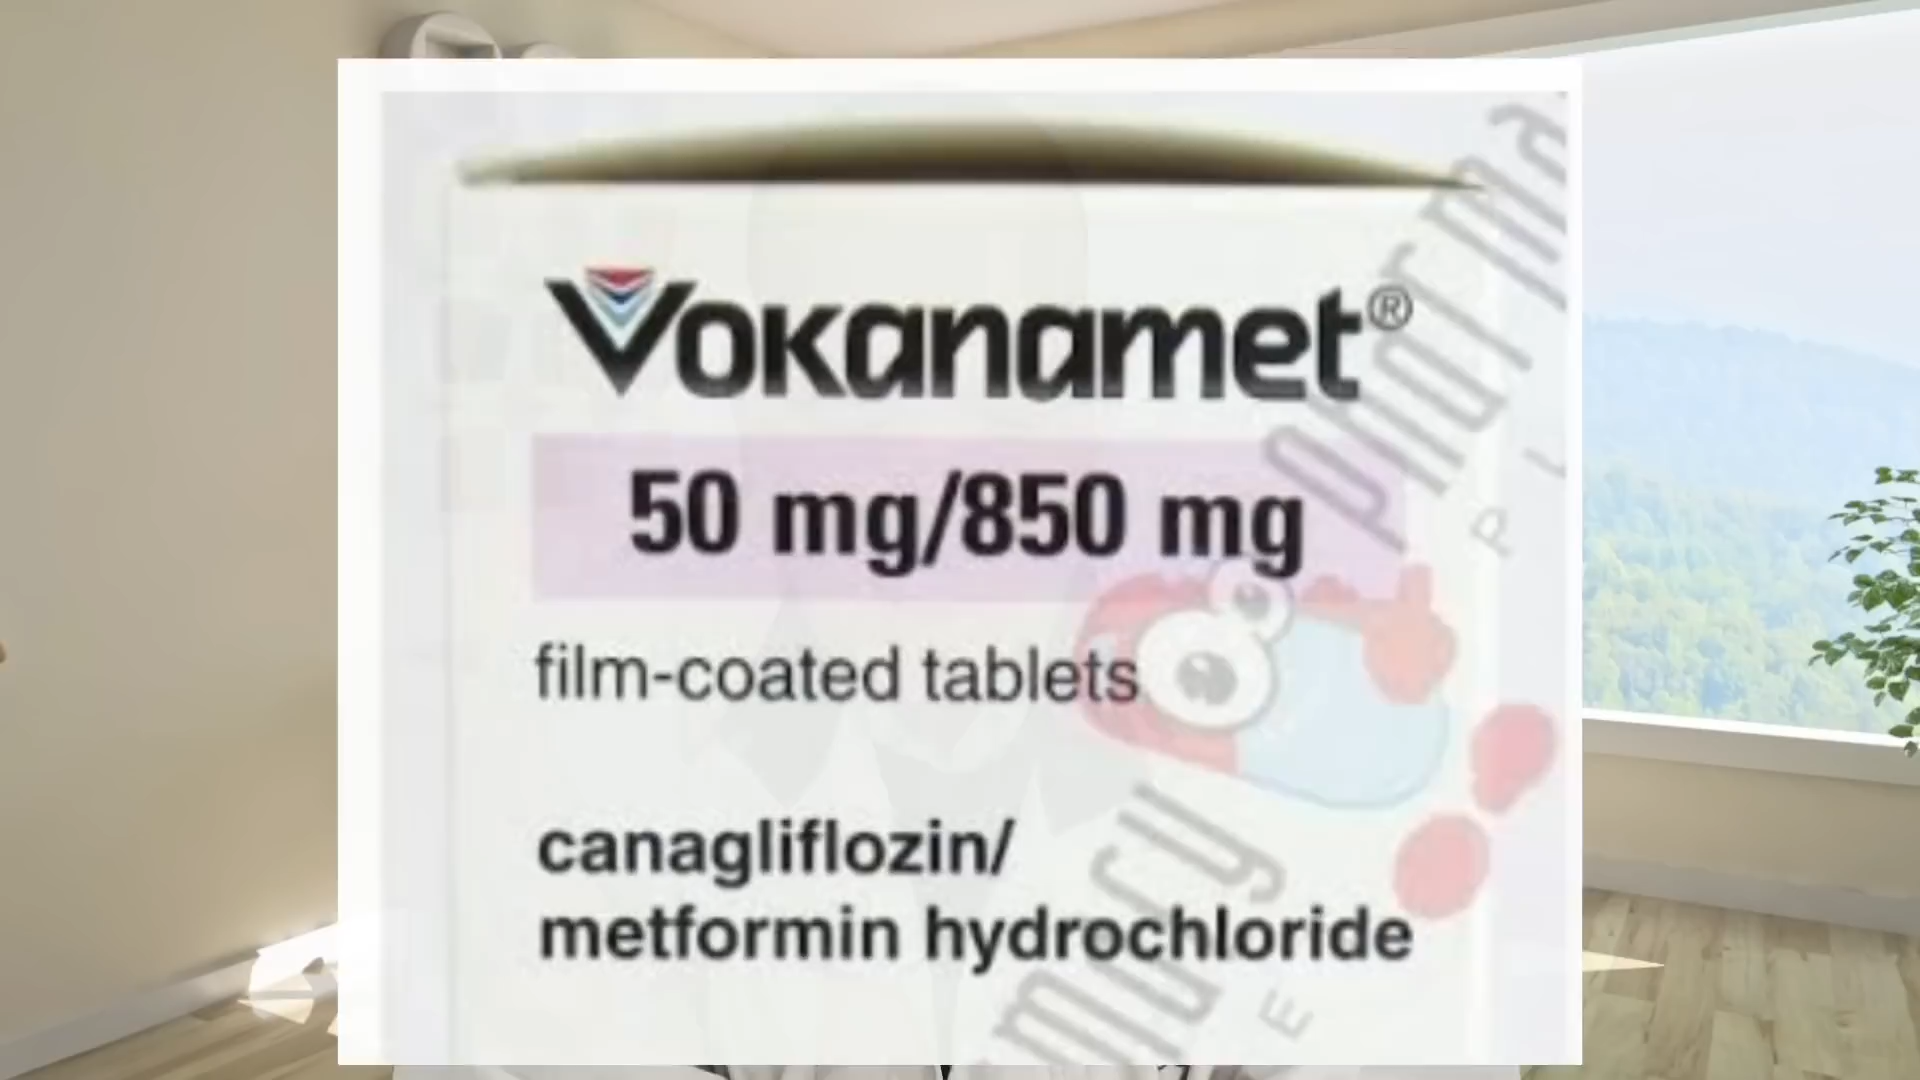 Vokanamet®
50 mg/850 mg
film-coated tablets
canagliflozin/
metformin hydrochloride